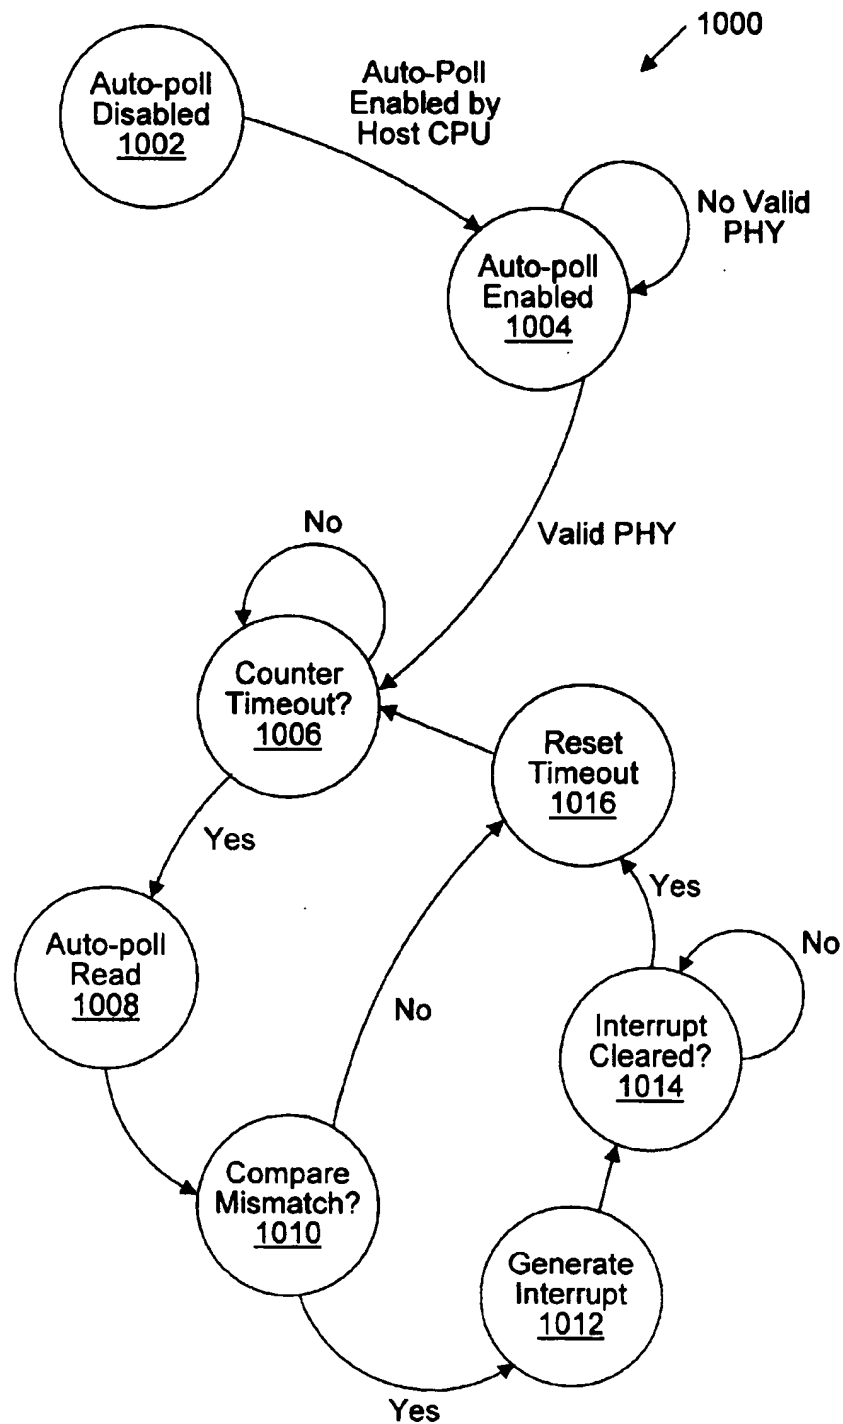 1000
Auto-poll
Disabled
1002
Auto-Poll
Enabled by
Host CPU
No Valid
PHY
Auto-poll
Enabled
1004
Valid PHY
No
Counter
Timeout?
1006
Reset
Timeout
1016
Yes
Yes
Auto-poll
Read
1008
No
No
Interrupt
Cleared?
1014
Compare
Mismatch?
1010
Generate
Interrupt
1012
Yes